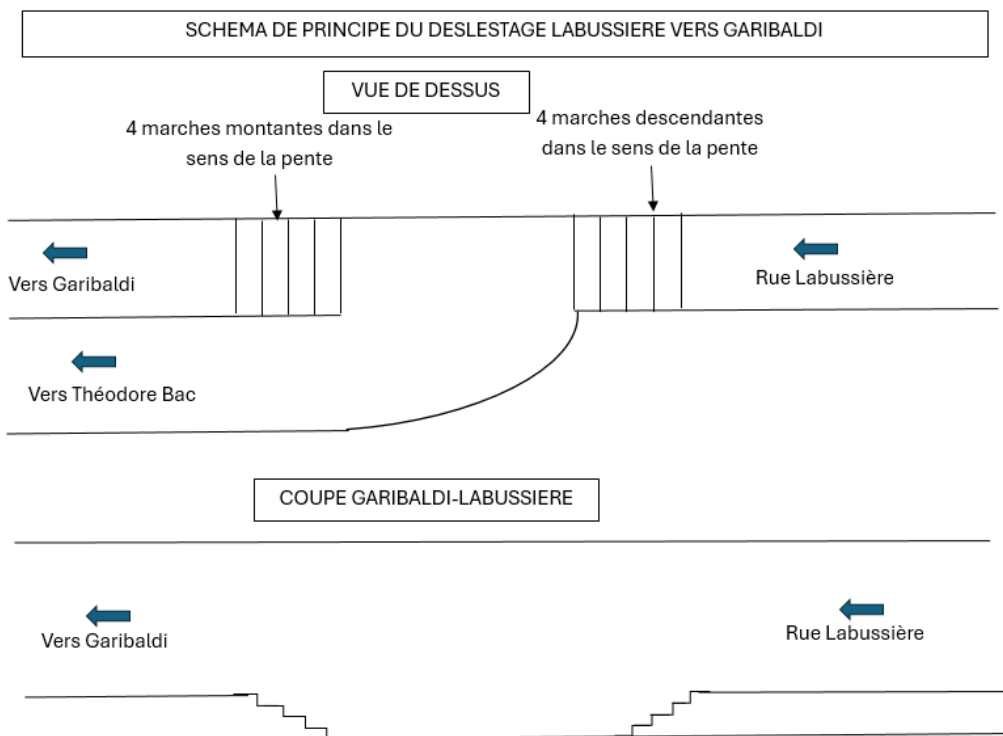 SCHEMA DE PRINCIPE DU DESLESTAGE LABUSSIERE VERS GARIBALDI
VUE DE DESSUS
4 marches montantes dans le
sens de la pente
4 marches descendantes
dans le sens de la pente
Vers Garibaldi
Rue Labussière
Vers Théodore Bac
COUPE GARIBALDI-LABUSSIERE
Vers Garibaldi
Rue Labussière